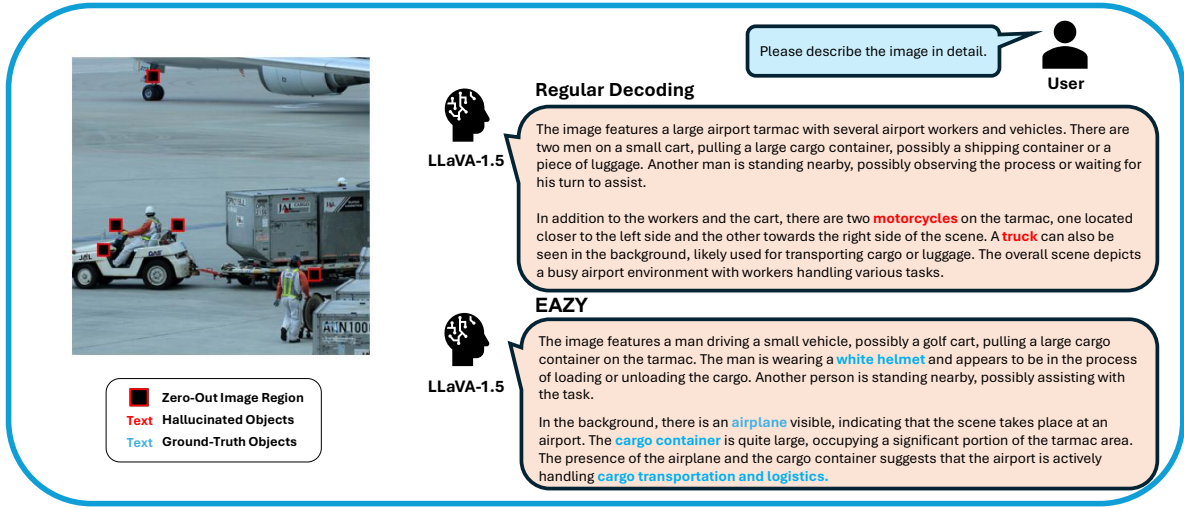 Please describe the image in detail.
User
Regular Decoding
LLaVA-1.5
The image features a large airport tarmac with several airport workers and vehicles. There are
two men on a small cart, pulling a large cargo container, possibly a shipping container or a
piece of luggage. Another man is standing nearby, possibly observing the process or waiting for
his turn to assist.
In addition to the workers and the cart, there are two motorcycles on the tarmac, one located
closer to the left side and the other towards the right side of the scene. A truck can also be
seen in the background, likely used for transporting cargo or luggage. The overall scene depicts
a busy airport environment with workers handling various tasks.
EAZY
LLaVA-1.5
The image features a man driving a small vehicle, possibly a golf cart, pulling a large cargo
container on the tarmac. The man is wearing a white helmet and appears to be in the process
of loading or unloading the cargo. Another person is standing nearby, possibly assisting with
the task.
In the background, there is an airplane visible, indicating that the scene takes place at an
airport. The cargo container is quite large, occupying a significant portion of the tarmac area.
The presence of the airplane and the cargo container suggests that the airport is actively
handling cargo transportation and logistics.
JAL CARGO
JAL
Zero-Out Image Region
Text Hallucinated Objects
Text Ground-Truth Objects